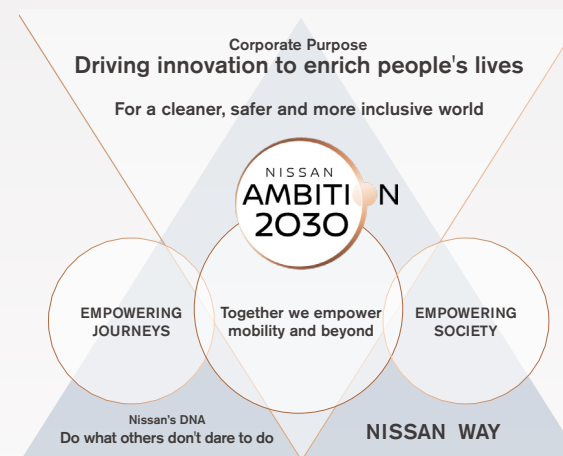 Corporate Purpose
Driving innovation to enrich people's lives
For a cleaner, safer and more inclusive world
NISSAN
AMBITION
2030
EMPOWERING
JOURNEYS
Together we empower
mobility and beyond
EMPOWERING
SOCIETY
Nissan's DNA
Do what others don't dare to do
NISSAN WAY